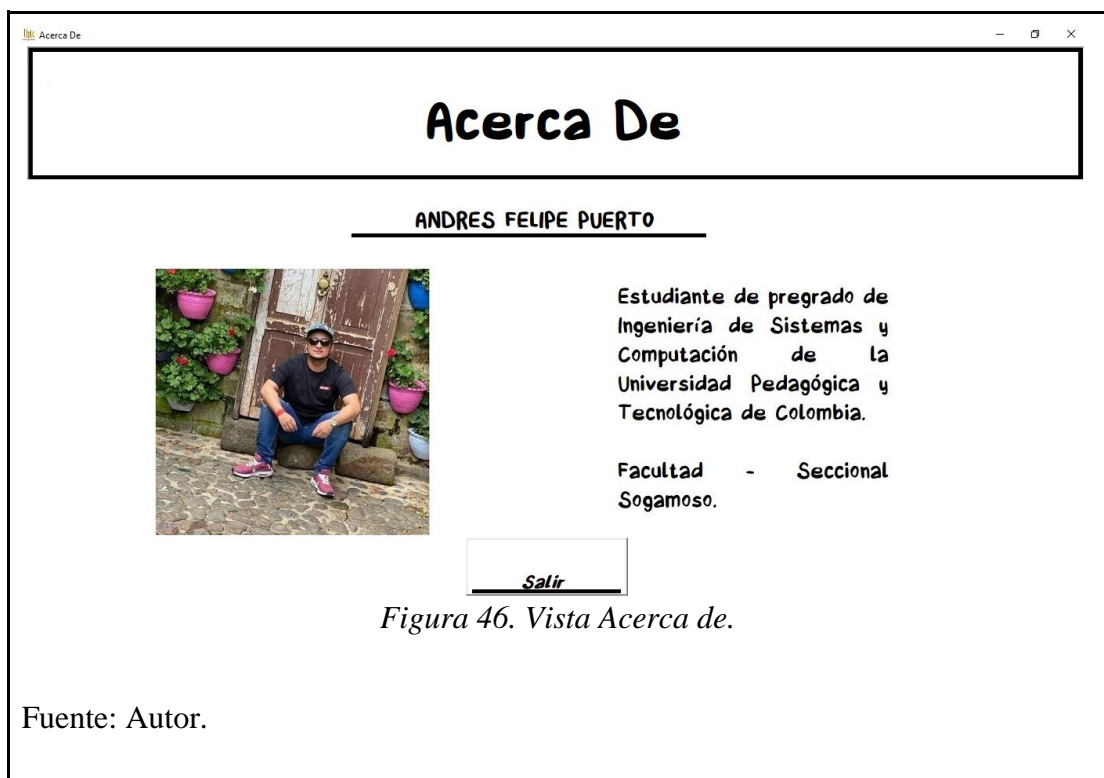 Acerca De
Acerca De
ANDRES FELIPE PUERTO
Estudiante de pregrado de
Ingeniería de Sistemas y
Computación de la
Universidad Pedagógica y
Tecnológica de Colombia.
Facultad - Seccional
Sogamoso.
Salir
Figura 46. Vista Acerca de.
Fuente: Autor.